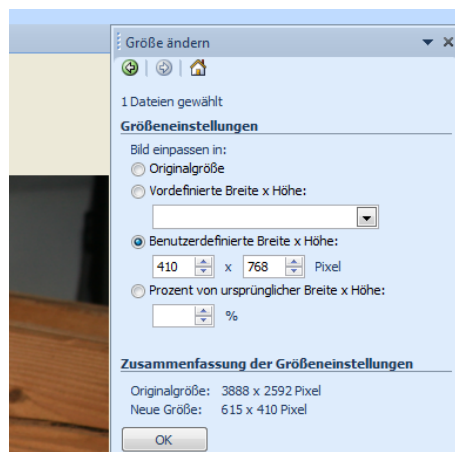 Größe ändern
1 Dateien gewählt
Größeneinstellungen
Bild einpassen in:
Originalgröße
Vordefinierte Breite x Höhe:
Benutzerdefinierte Breite x Höhe:
410 x 768 Pixel
Prozent von ursprünglicher Breite x Höhe:
%
Zusammenfassung der Größeneinstellungen
Originalgröße: 3888 x 2592 Pixel
Neue Größe: 615 x 410 Pixel
OK